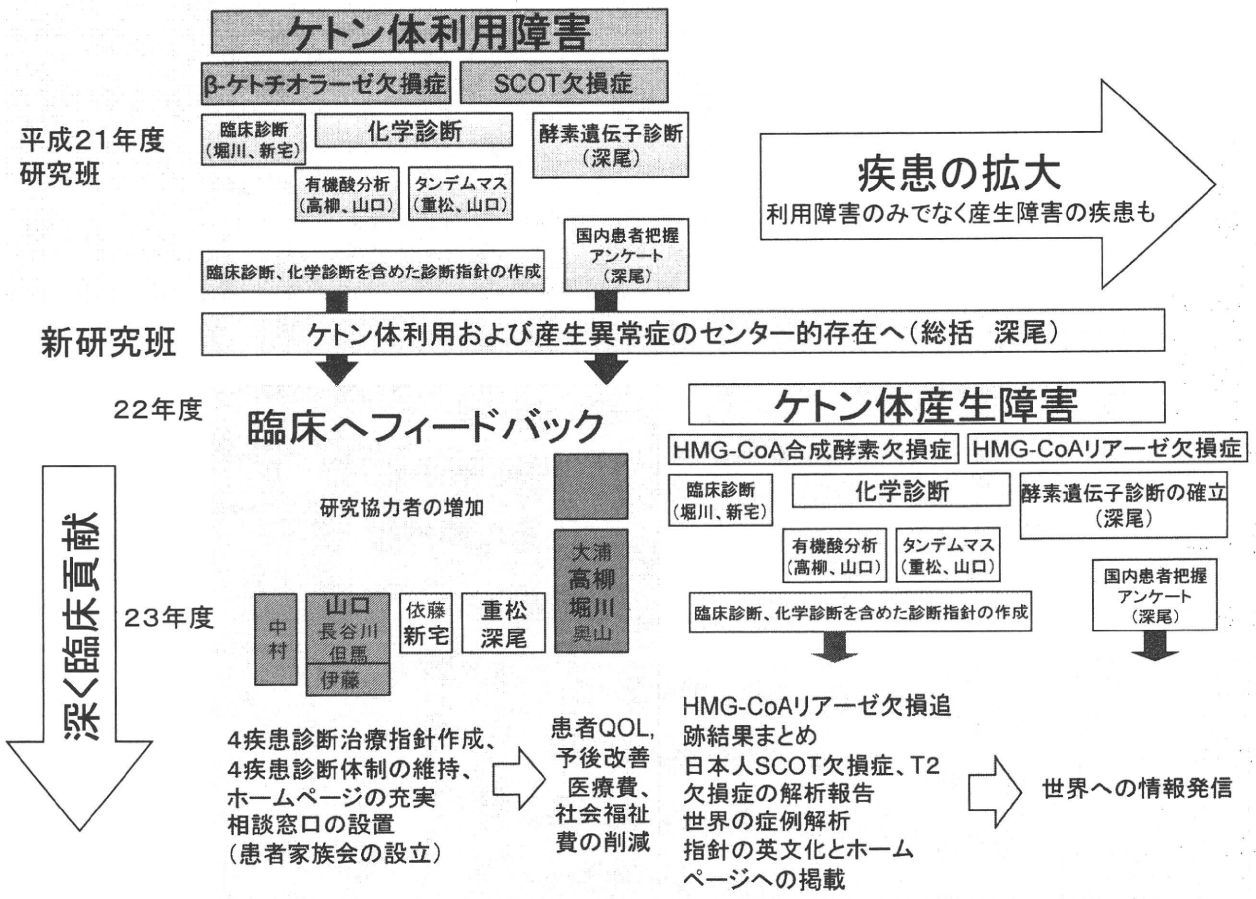 ケトン体利用障害
β-ケトチオラーゼ欠損症
SCOT欠損症
平成21年度
研究班
臨床診断
(堀川、新宅)
化学診断
酵素遺伝子診断
(深尾)
有機酸分析
(高柳、山口)
タンデムマス
(重松、山口)
国内患者把握
アンケート
(深尾)
臨床診断、化学診断を含めた診断指針の作成
疾患の拡大
利用障害のみでなく産生障害の疾患も
新研究班
ケトン体利用および産生異常症のセンター的存在へ(総括 深尾)
22年度
臨床へフィードバック
研究協力者の増加
ケトン体産生障害
HMG-CoA合成酵素欠損症
HMG-CoAリアーゼ欠損症
臨床診断
(堀川、新宅)
化学診断
酵素遺伝子診断の確立
(深尾)
有機酸分析
(高柳、山口)
タンデムマス
(重松、山口)
国内患者把握
アンケート
(深尾)
臨床診断、化学診断を含めた診断指針の作成
深く臨床貢献
23年度
中
村
山口
長谷川
但馬
伊藤
依藤
新宅
重松
深尾
大浦
高柳
堀川
奥山
4疾患診断治療指針作成、
4疾患診断体制の維持、
ホームページの充実
相談窓口の設置
(患者家族会の設立)
患者QOL,
予後改善
医療費、
社会福祉
費の削減
HMG-CoAリアーゼ欠損追
跡結果まとめ
日本人SCOT欠損症、T2
欠損症の解析報告
世界の症例解析
指針の英文化とホーム
ページへの掲載
世界への情報発信